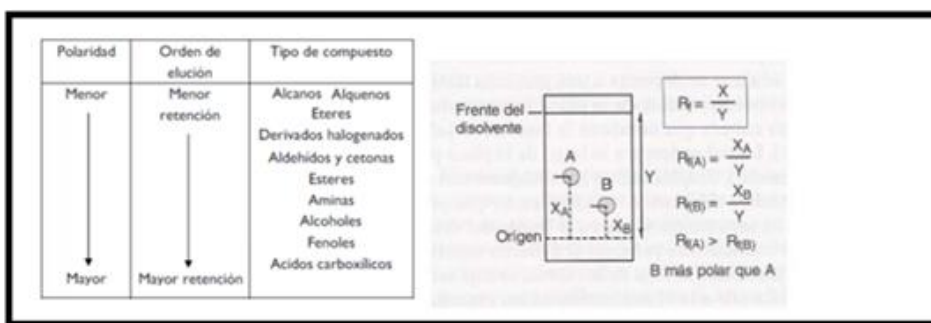 Polaridad
Orden de
elución
Tipo de compuesto
Menor
Menor
retención
Alcanos Alquenos
Eteres
Derivados halogenados
Aldehídos y cetonas
Esteres
Aminas
Alcoholes
Fenoles
Acidos carboxílicos
Mayor
Mayor retención
Frente del
disolvente
A
B
Y
XA
XB
Origen
Rf = X
Y
Rf(A) = XA
Y
Rf(B) = XB
Y
Rf(A) > Rf(B)
B más polar que A